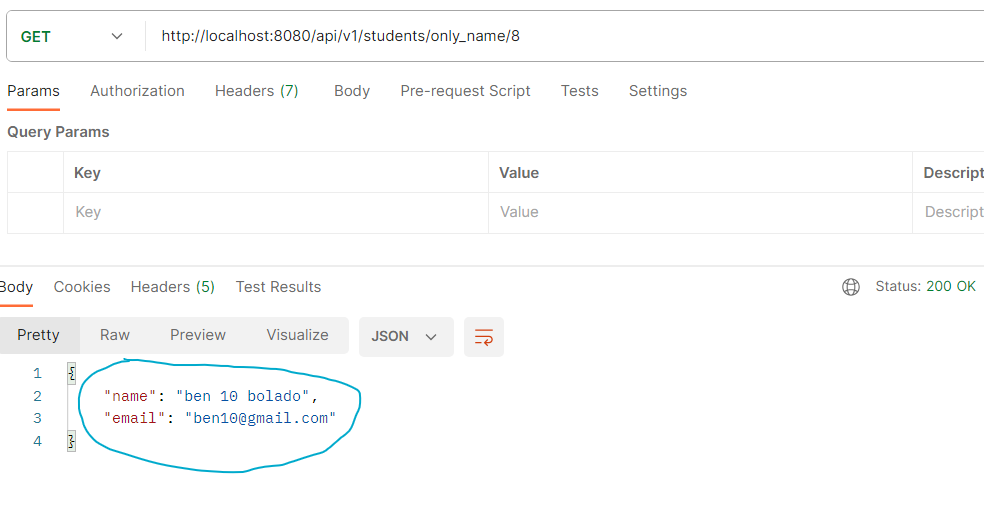 GET http://localhost:8080/api/v1/students/only_name/8
Params Authorization Headers (7) Body Pre-request Script Tests Settings
Query Params
Key Value Descript
Key Value Descript
Body Cookies Headers (5) Test Results Status: 200 OK
Pretty Raw Preview Visualize JSON
1 {
2 "name": "ben 10 bolado",
3 "email": "ben10@gmail.com"
4 }